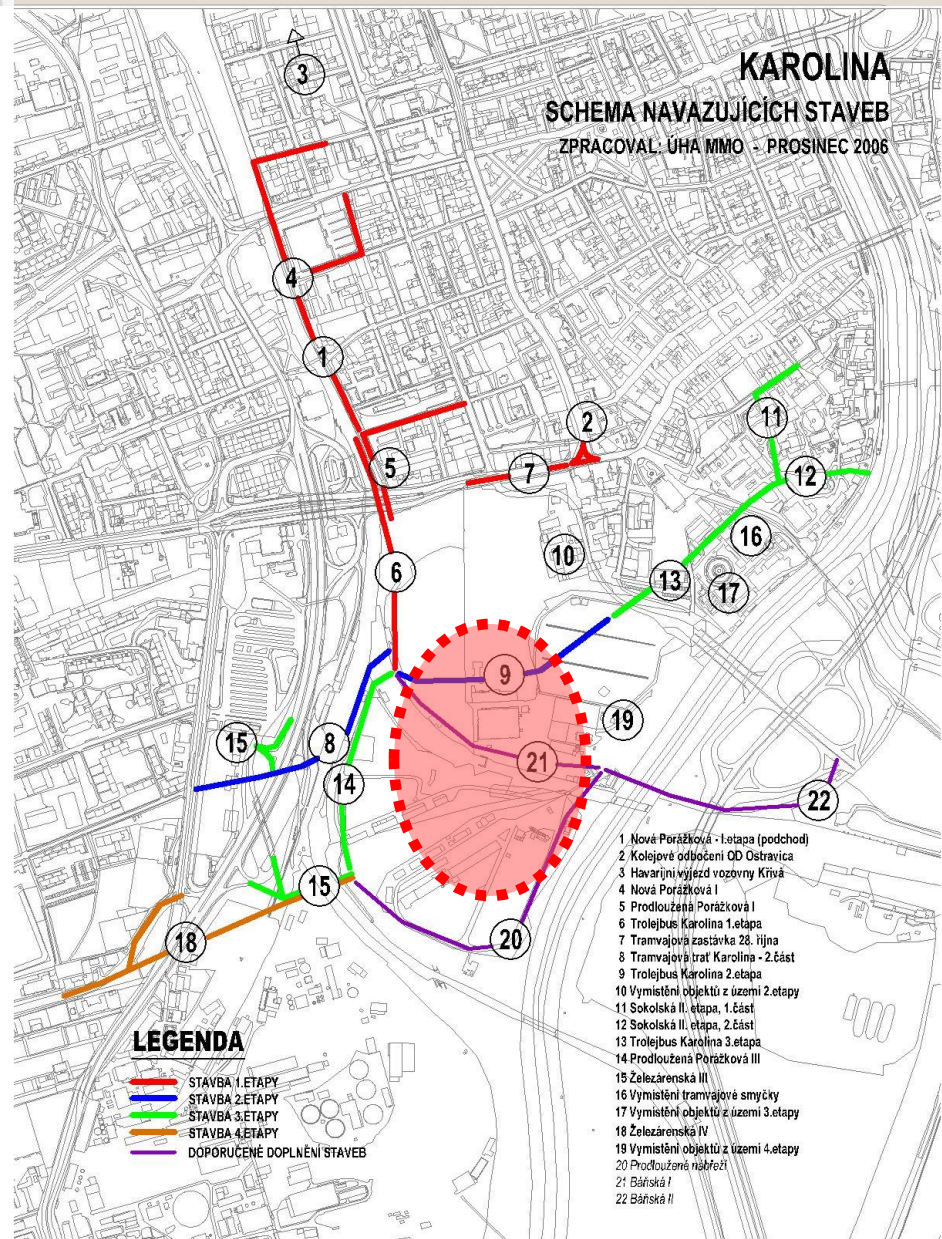 KAROLINA
SCHEMA NAVAZUJÍCÍCH STAVEB
ZPRACOVAL: ÚHA MMO - PROSINEC 2006
3
4
1
2
5
7
11
12
10
16
6
13
17
9
19
15
8
21
14
22
15
18
20
1 Nová Porážková - I.etapa (podchod)
2 Kolejové odbočení OD Ostravica
3 Havarijní výjezd vozovny Křivá
4 Nová Porážková I
5 Prodloužená Porážková I
6 Trolejbus Karolina 1.etapa
7 Tramvajová zastávka 28. října
8 Tramvajová trať Karolina - 2.část
9 Trolejbus Karolina 2.etapa
10 Vymístění objektů z území 2.etapy
11 Sokolská II. etapa, 1.část
12 Sokolská II. etapa, 2.část
13 Trolejbus Karolina 3.etapa
14 Prodloužená Porážková III
15 Železárenská III
16 Vymístění tramvajové smyčky
17 Vymístění objektů z území 3.etapy
18 Železárenská IV
19 Vymístění objektů z území 4.etapy
20 Prodloužené nábřeží
21 Báňská I
22 Báňská II
LEGENDA
STAVBA 1.ETAPY
STAVBA 2.ETAPY
STAVBA 3.ETAPY
STAVBA 4.ETAPY
DOPORUČENÉ DOPLNĚNÍ STAVEB